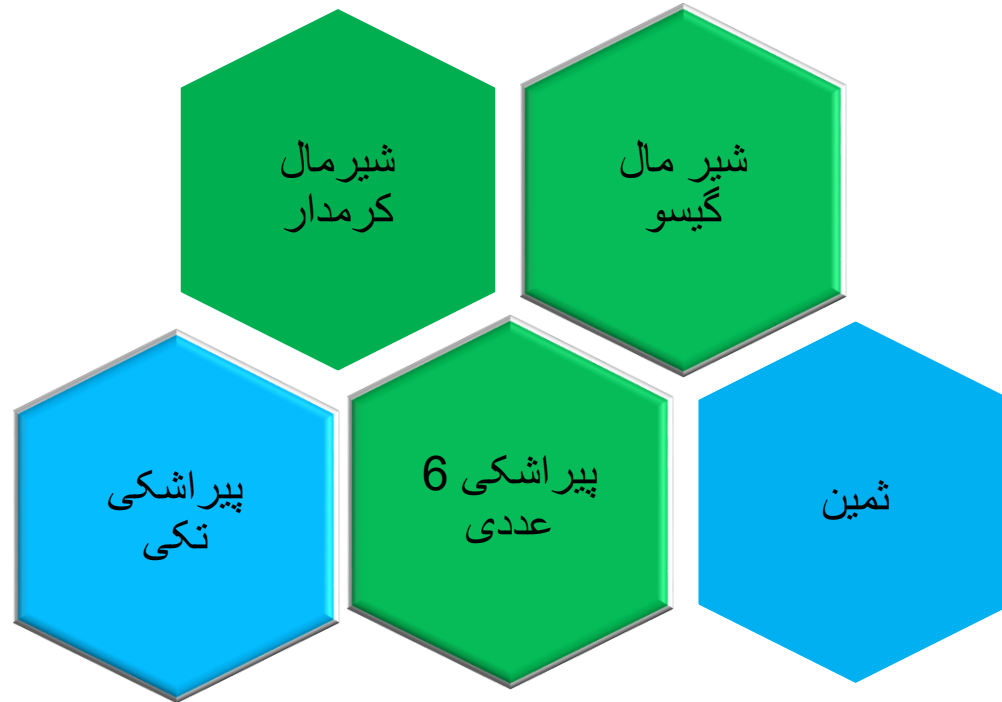 شیر مال
گیسو
شیرمال
کرمدار
ثمین
پیراشکی 6
عددی
پیراشکی
تکی